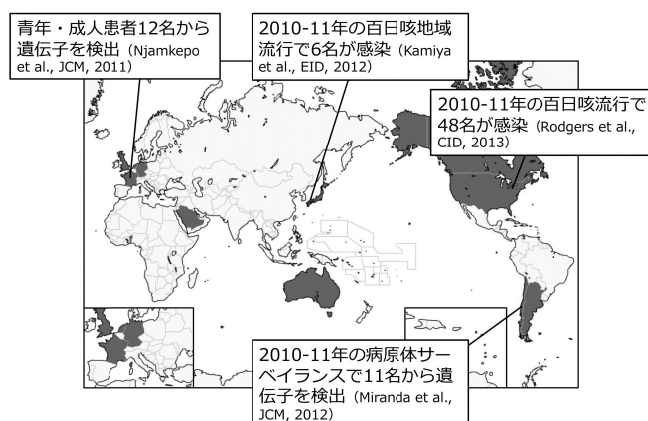 青年・成人患者12名から
遺伝子を検出（Njamkepo
et al., JCM, 2011）
2010-11年の百日咳地域
流行で6名が感染（Kamiya
et al., EID, 2012）
2010-11年の百日咳流行で
48名が感染（Rodgers et al.,
CID, 2013）
2010-11年の病原体サー
ベイランスで11名から遺
伝子を検出（Miranda et al.,
JCM, 2012）